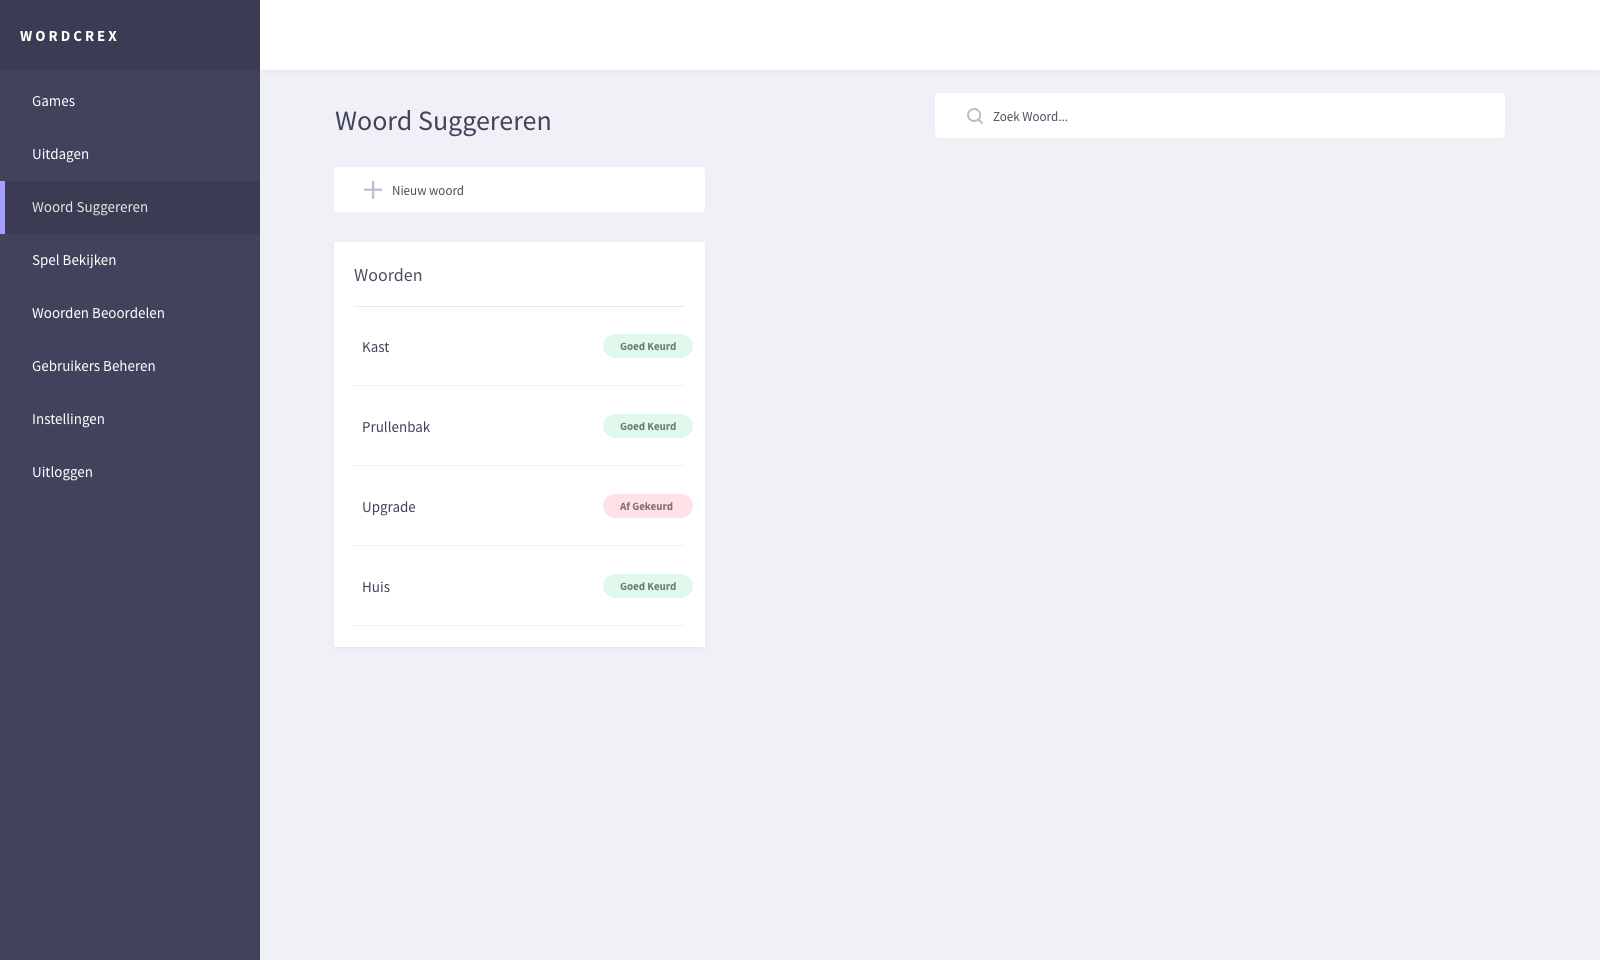 WORDCREX
Games
Uitdagen
Woord Suggereren
Spel Bekijken
Woorden Beoordelen
Gebruikers Beheren
Instellingen
Uitloggen
Woord Suggereren
Zoek Woord...
Nieuw woord
Woorden
Kast Goed Keurd
Prullenbak Goed Keurd
Upgrade Af Gekeurd
Huis Goed Keurd